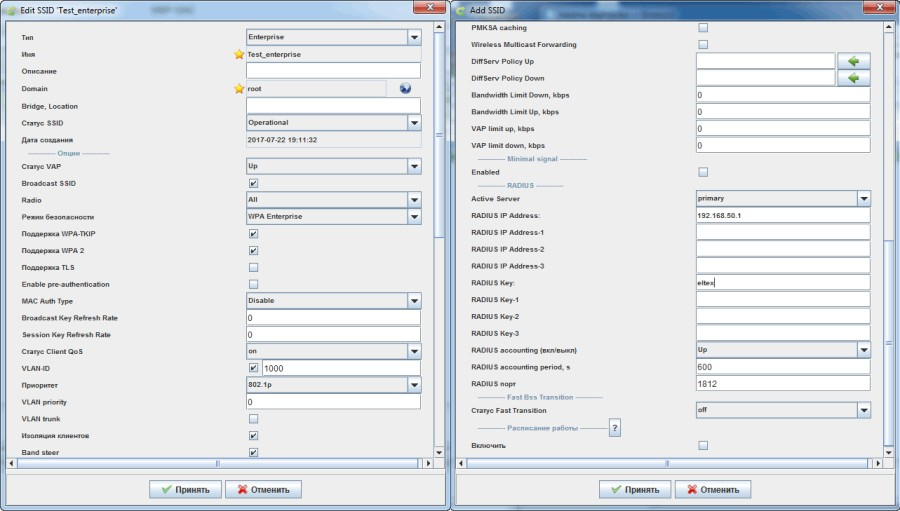 Edit SSID 'Test_enterprise'
Тип Enterprise
Имя Test_enterprise
Описание
Domain root
Bridge, Location
Статус SSID Operational
Дата создания 2017-07-22 19:11:32
Опции
Статус VAP Up
Broadcast SSID
Radio All
Режим безопасности WPA Enterprise
Поддержка WPA-TKIP
Поддержка WPA 2
Поддержка TLS
Enable pre-authentication
MAC Auth Type Disable
Broadcast Key Refresh Rate 0
Session Key Refresh Rate 0
Статус Client QoS on
VLAN-ID 1000
Приоритет 802.1p
VLAN priority 0
VLAN trunk
Изоляция клиентов
Band steer
Принять Отменить
Add SSID
PMKSA caching
Wireless Multicast Forwarding
DiffServ Policy Up
DiffServ Policy Down
Bandwidth Limit Down, kbps 0
Bandwidth Limit Up, kbps 0
VAP limit up, kbps 0
VAP limit down, kbps 0
Minimal signal
Enabled
RADIUS
Active Server primary
RADIUS IP Address: 192.168.50.1
RADIUS IP Address-1
RADIUS IP Address-2
RADIUS IP Address-3
RADIUS Key: eltex
RADIUS Key-1
RADIUS Key-2
RADIUS Key-3
RADIUS accounting (вкл/выкл) Up
RADIUS accounting period, s 600
RADIUS порт 1812
Fast Bss Transition
Статус Fast Transition off
Расписание работы ?
Включить
Принять Отменить